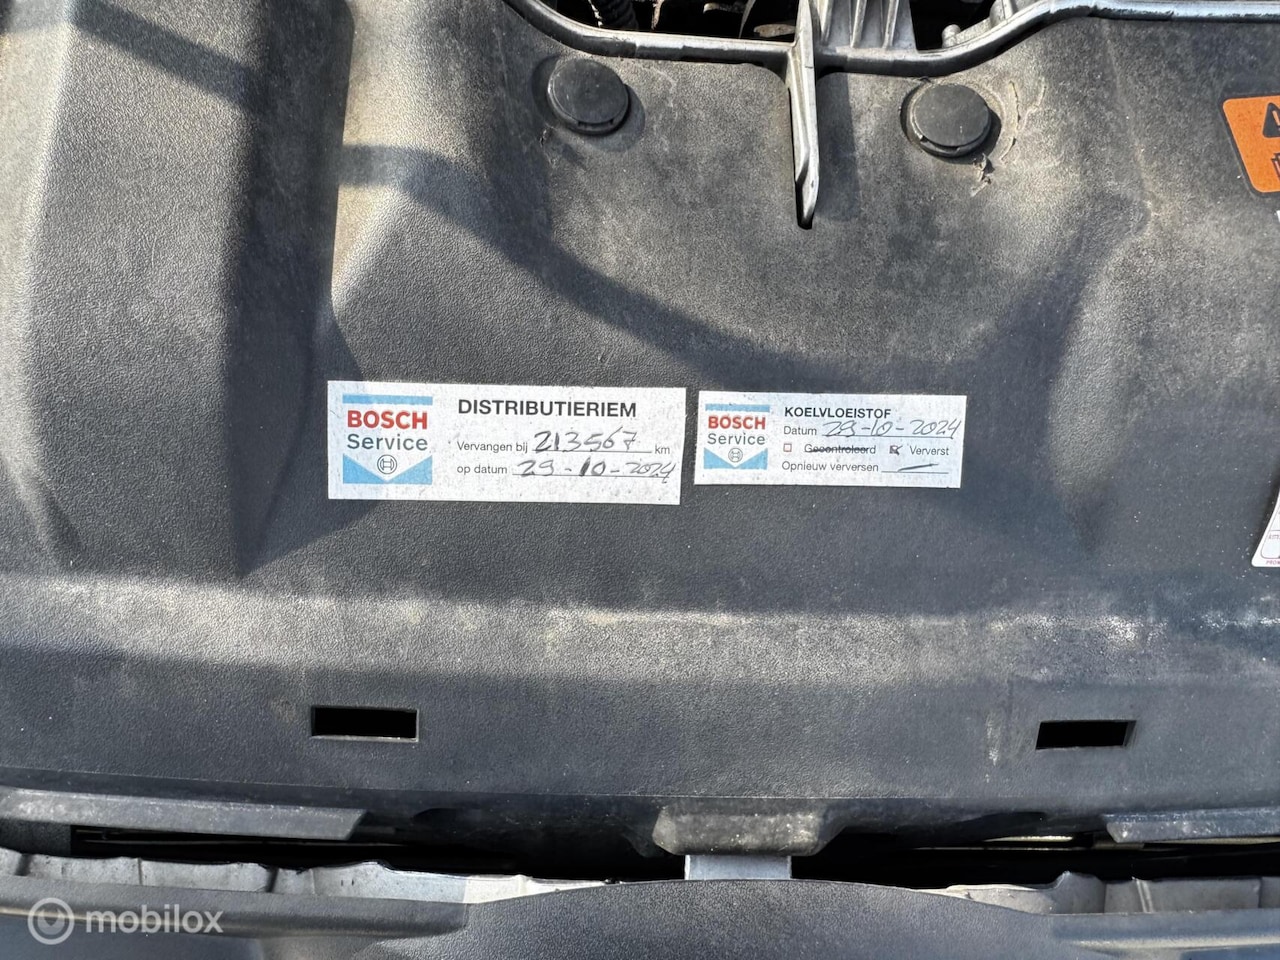 BOSCH
Service
DISTRIBUTIERIEM
Vervangen bij 213567 km
op datum 29-10-2024
BOSCH
Service
KOELVLOEISTOF
Datum 29-10-2024
Gecontroleerd Ververst
Opnieuw verversen —
mobilox